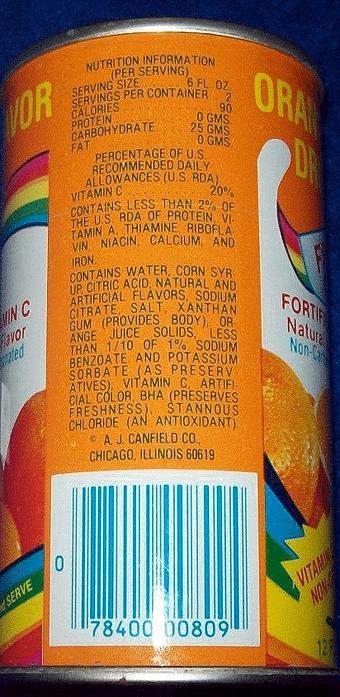 VOR
NUTRITION INFORMATION
(PER SERVING)
SERVING SIZE . . . . . . 6 FL. OZ.
SERVINGS PER CONTAINER . 2
CALORIES 90
PROTEIN 0 GMS
CARBOHYDRATE . . . . 25 GMS
FAT 0 GMS
PERCENTAGE OF U.S.
RECOMMENDED DAILY
ALLOWANCES (U.S. RDA)
VITAMIN C . . . . . . . . . . 20%
CONTAINS LESS THAN 2% OF
THE U.S. RDA OF PROTEIN, VI-
TAMIN A, THIAMINE, RIBOFLA-
VIN, NIACIN, CALCIUM, AND
IRON.
CONTAINS WATER, CORN SYR-
UP, CITRIC ACID, NATURAL AND
ARTIFICIAL FLAVORS, SODIUM
CITRATE, SALT, XANTHAN
GUM (PROVIDES BODY), OR-
ANGE JUICE SOLIDS, LESS
THAN 1/10 OF 1% SODIUM
BENZOATE AND POTASSIUM
SORBATE (AS PRESERV-
ATIVES), VITAMIN C, ARTIFI-
CIAL COLOR, BHA (PRESERVES
FRESHNESS), STANNOUS
CHLORIDE (AN ANTIOXIDANT).
© A. J. CANFIELD CO.,
CHICAGO, ILLINOIS 60619
0
78400 00809
MIN C
Flavor
onated
SERVE
ORAN
DR
F
FORTIF
Natura
Non-Ca
VITAMIN
NON-
12 F